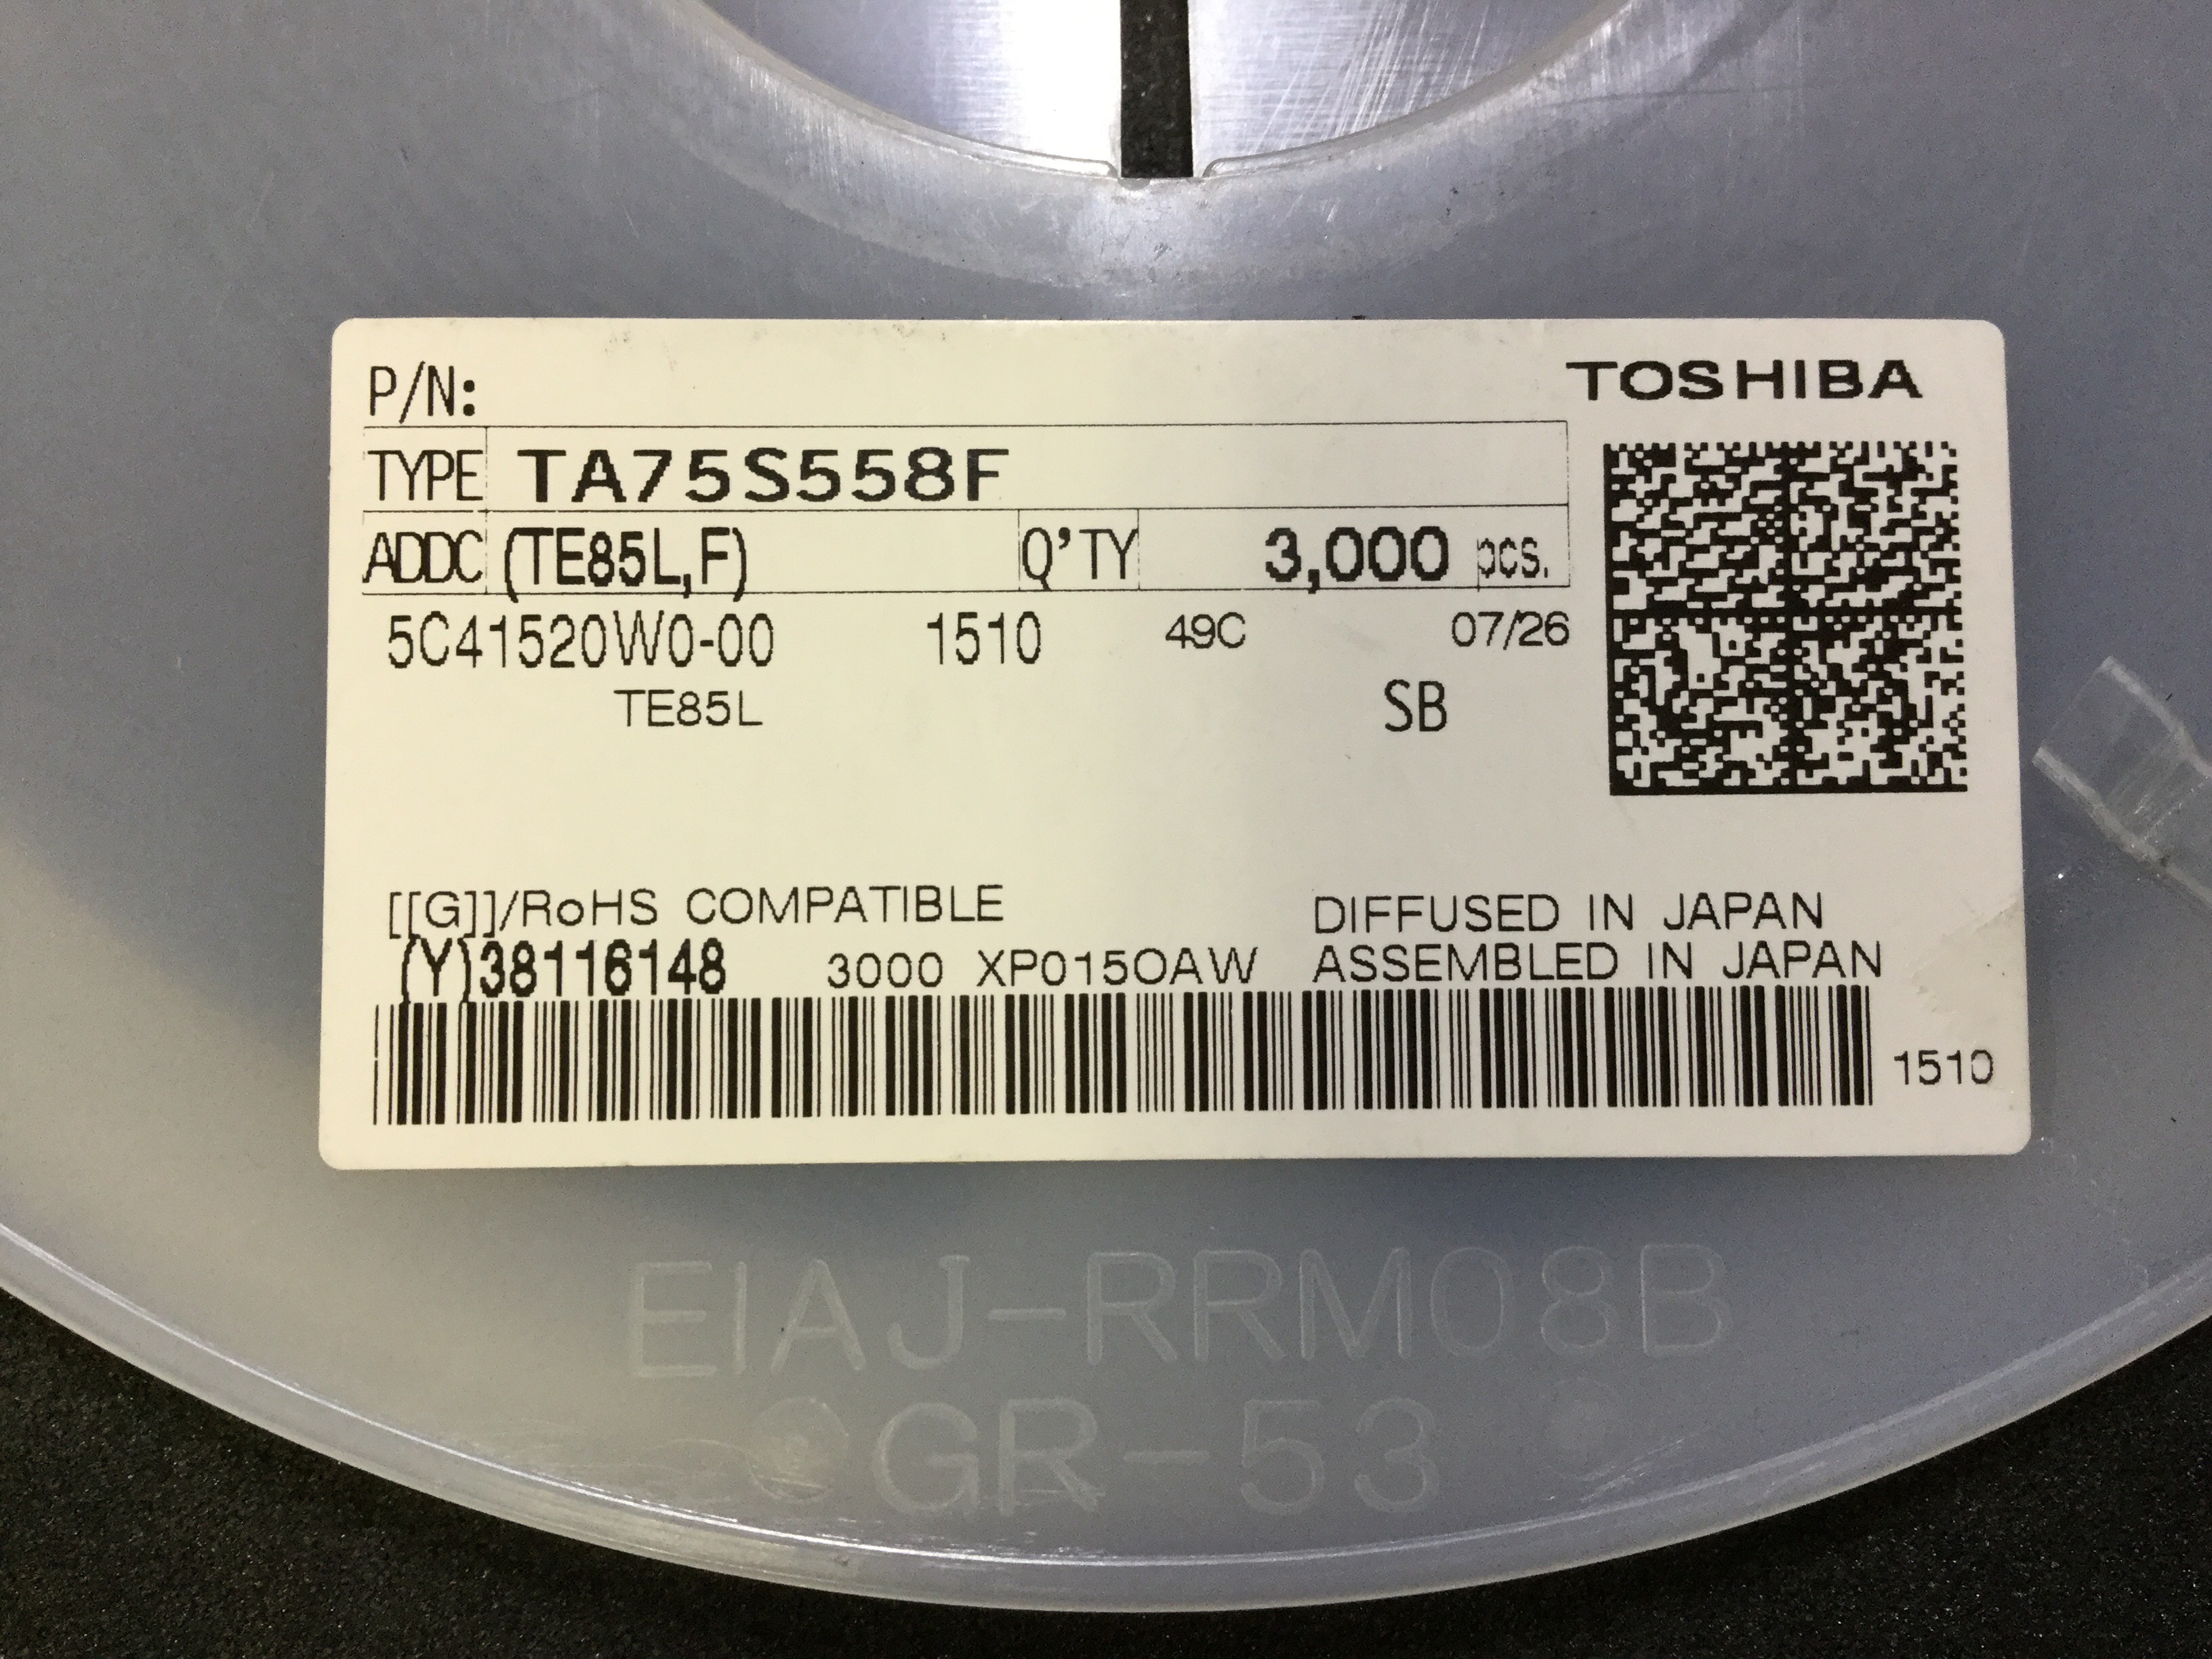 P/N:
TOSHIBA
TYPE TA75S558F
ADDC (TE85L,F) Q'TY 3,000 pcs.
5C41520W0-00 1510 49C 07/26
TE85L SB
[[G]]/RoHS COMPATIBLE DIFFUSED IN JAPAN
(Y)38116148 3000 XP015OAW ASSEMBLED IN JAPAN
1510
EIAJ-RRM08B
GR-53